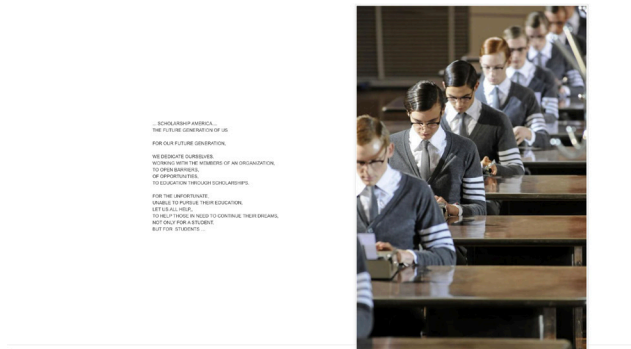 ... SCHOLARSHIP AMERICA....
THE FUTURE GENERATION OF US
FOR OUR FUTURE GENERATION,
WE DEDICATE OURSELVES,
WORKING WITH THE MEMBERS OF AN ORGANIZATION,
TO OPEN BARRIERS,
OF OPPORTUNITIES,
TO EDUCATION THROUGH SCHOLARSHIPS.
FOR THE UNFORTUNATE,
UNABLE TO PURSUE THEIR EDUCATION.
LET US ALL HELP,
TO HELP THOSE IN NEED TO CONTINUE THEIR DREAMS,
NOT ONLY FOR A STUDENT.
BUT FOR STUDENTS ...